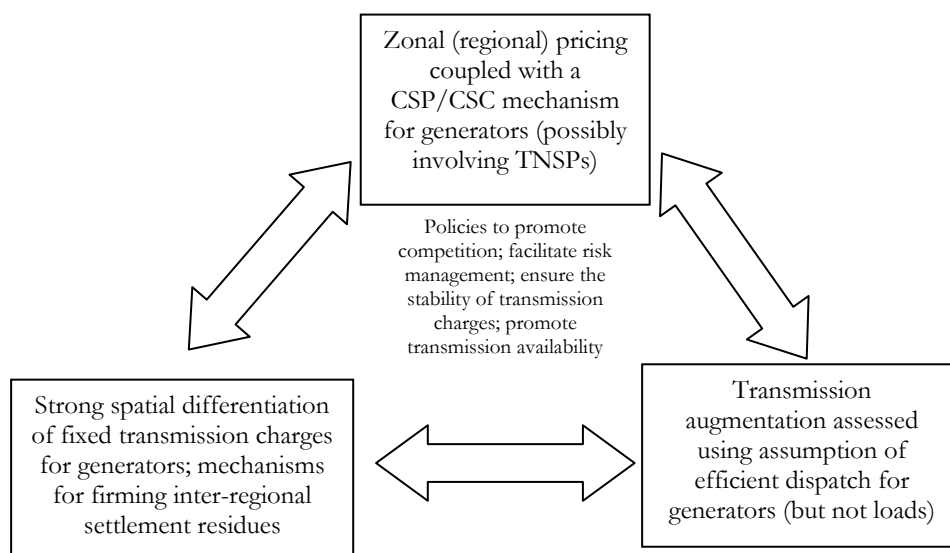 Zonal (regional) pricing
coupled with a
CSP/CSC mechanism
for generators (possibly
involving TNSPs)
Policies to promote
competition; facilitate risk
management; ensure the
stability of transmission
charges; promote
transmission availability
Strong spatial differentiation
of fixed transmission charges
for generators; mechanisms
for firming inter-regional
settlement residues
Transmission
augmentation assessed
using assumption of
efficient dispatch for
generators (but not loads)